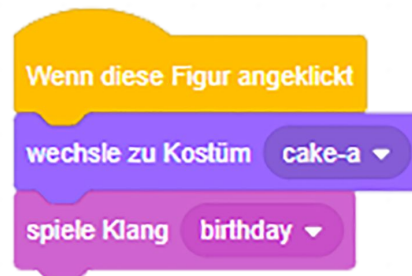 Wenn diese Figur angeklickt
wechsle zu Kostüm cake-a
spiele Klang birthday